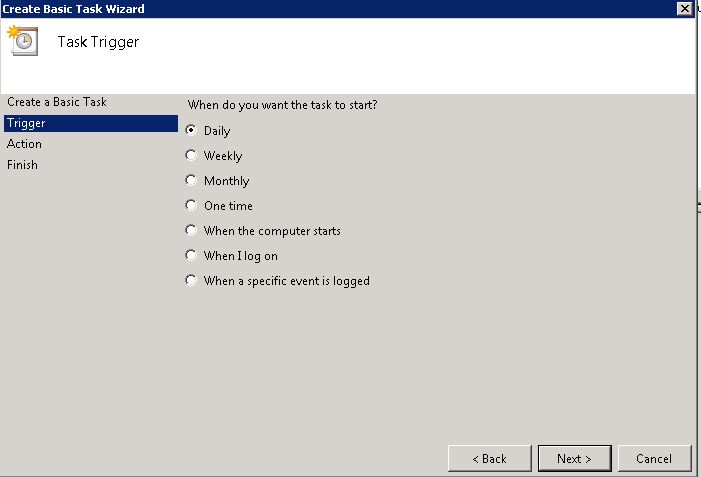 Create Basic Task Wizard
Task Trigger
Create a Basic Task
Trigger
Action
Finish
When do you want the task to start?
Daily
Weekly
Monthly
One time
When the computer starts
When I log on
When a specific event is logged
< Back
Next >
Cancel